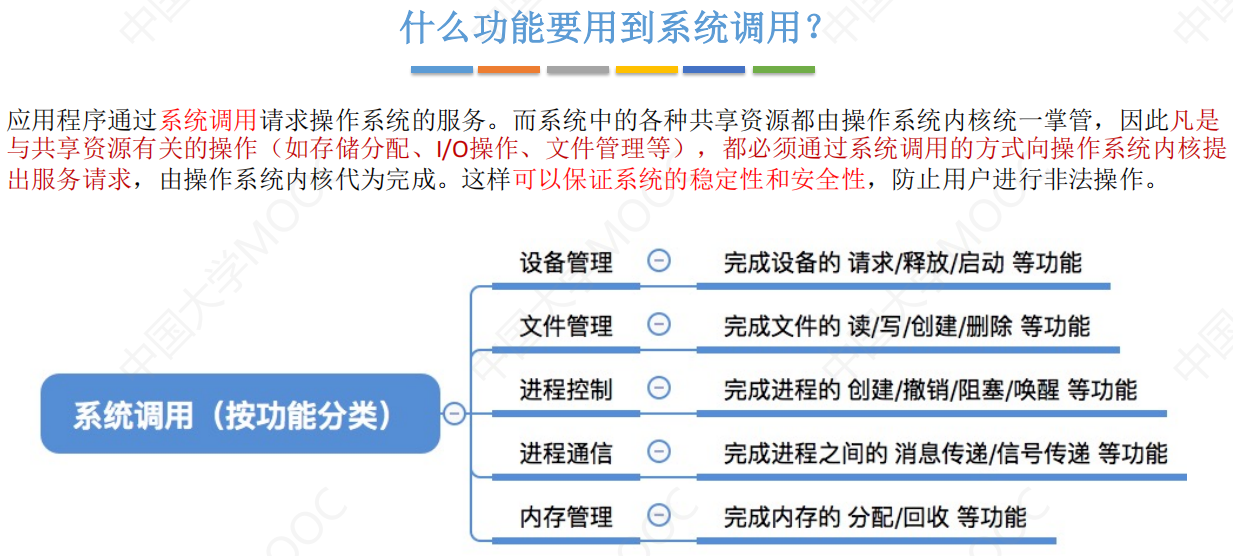 什么功能要用到系统调用？
应用程序通过系统调用请求操作系统的服务。而系统中的各种共享资源都由操作系统内核统一掌管，因此凡是
与共享资源有关的操作（如存储分配、I/O操作、文件管理等），都必须通过系统调用的方式向操作系统内核提
出服务请求，由操作系统内核代为完成。这样可以保证系统的稳定性和安全性，防止用户进行非法操作。
系统调用（按功能分类）
设备管理 完成设备的 请求/释放/启动 等功能
文件管理 完成文件的 读/写/创建/删除 等功能
进程控制 完成进程的 创建/撤销/阻塞/唤醒 等功能
进程通信 完成进程之间的 消息传递/信号传递 等功能
内存管理 完成内存的 分配/回收 等功能
中国大学MOOC